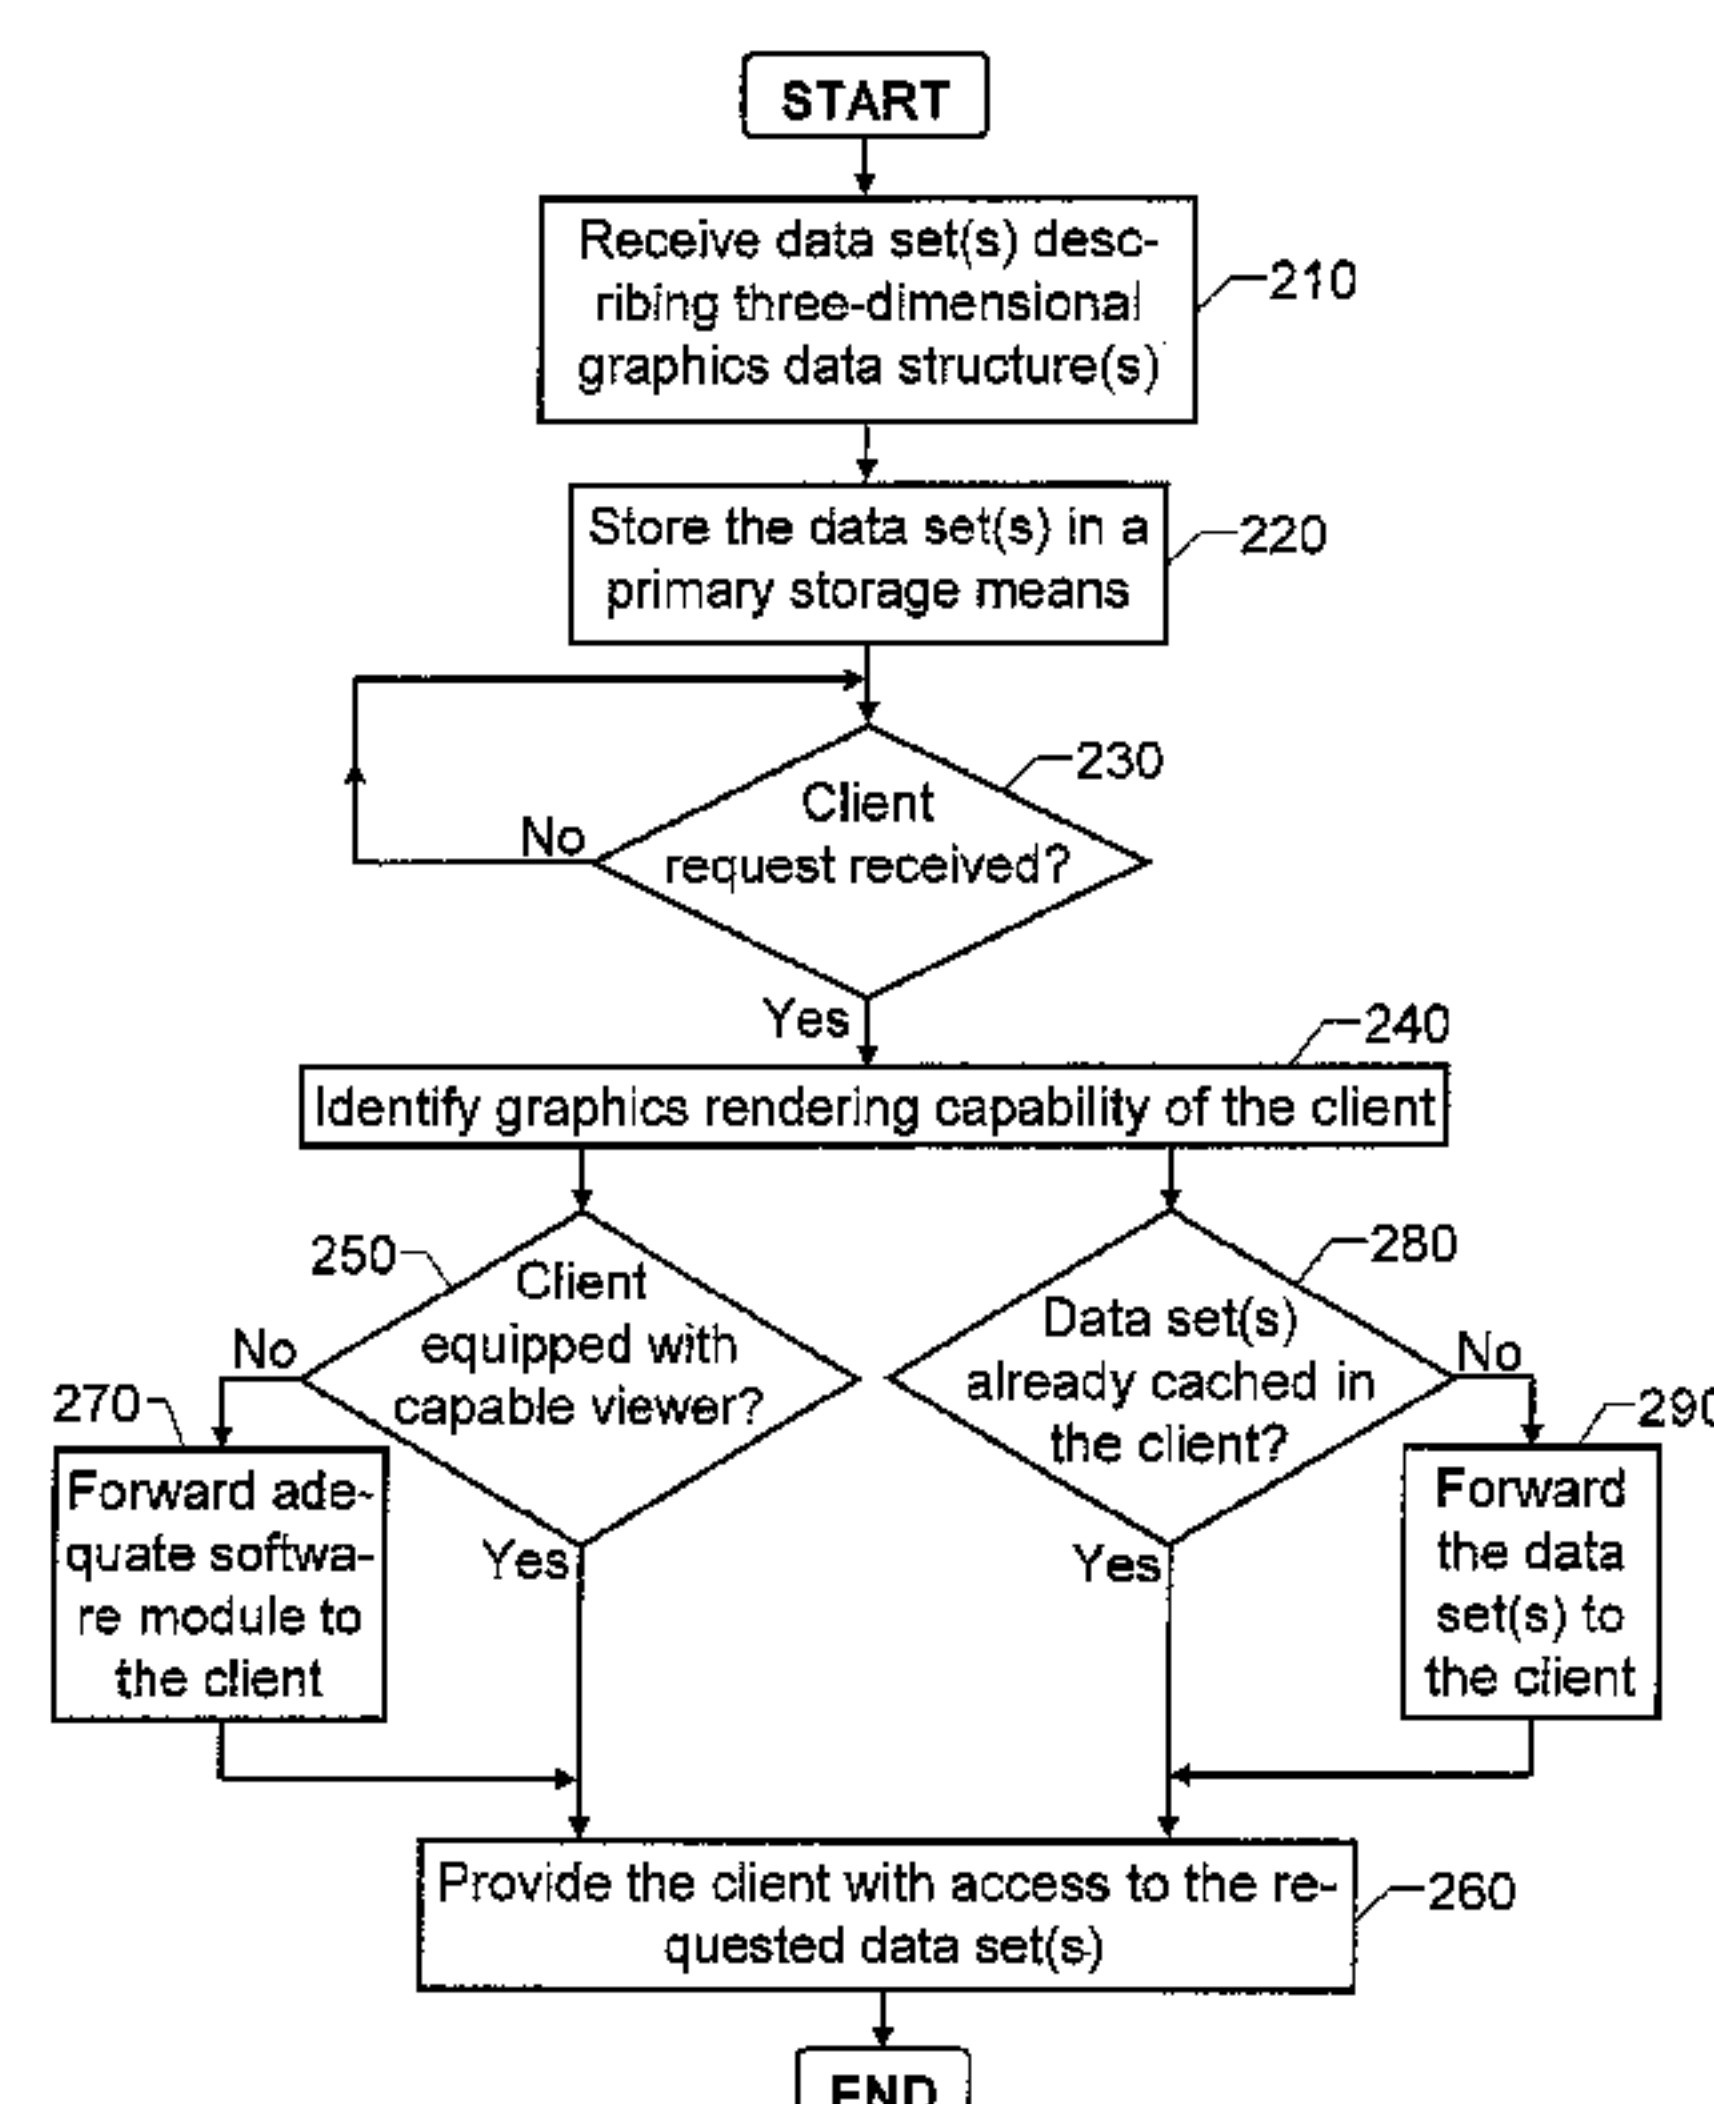 START
Receive data set(s) desc-
ribing three-dimensional
graphics data structure(s)
210
Store the data set(s) in a
primary storage means
220
230
Client
request received?
No
Yes
240
Identify graphics rendering capability of the client
250
Client
equipped with
capable viewer?
No
Yes
280
Data set(s)
already cached in
the client?
No
Yes
270
Forward ade-
quate softwa-
re module to
the client
290
Forward
the data
set(s) to
the client
Provide the client with access to the re-
quested data set(s)
260
END